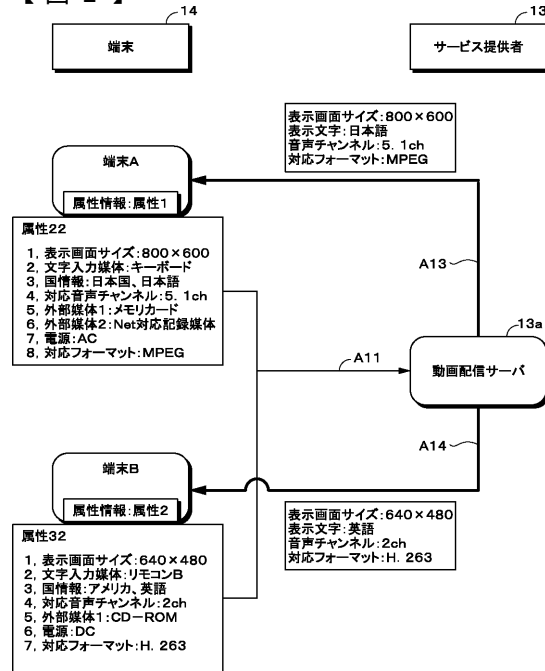 14
13
端末
サービス提供者
表示画面サイズ:800×600
表示文字:日本語
音声チャンネル:5. 1ch
対応フォーマット:MPEG
端末A
属性情報:属性1
属性22
1, 表示画面サイズ:800×600
2, 文字入力媒体:キーボード
3, 国情報:日本国、日本語
4, 対応音声チャンネル:5. 1ch
5, 外部媒体1:メモリカード
6, 外部媒体2:Net対応記録媒体
7, 電源:AC
8, 対応フォーマット:MPEG
A13
A11
13a
動画配信サーバ
A14
端末B
属性情報:属性2
表示画面サイズ:640×480
表示文字:英語
音声チャンネル:2ch
対応フォーマット:H. 263
属性32
1, 表示画面サイズ:640×480
2, 文字入力媒体:リモコンB
3, 国情報:アメリカ、英語
4, 対応音声チャンネル:2ch
5, 外部媒体1:CD－ROM
6, 電源:DC
7, 対応フォーマット:H. 263